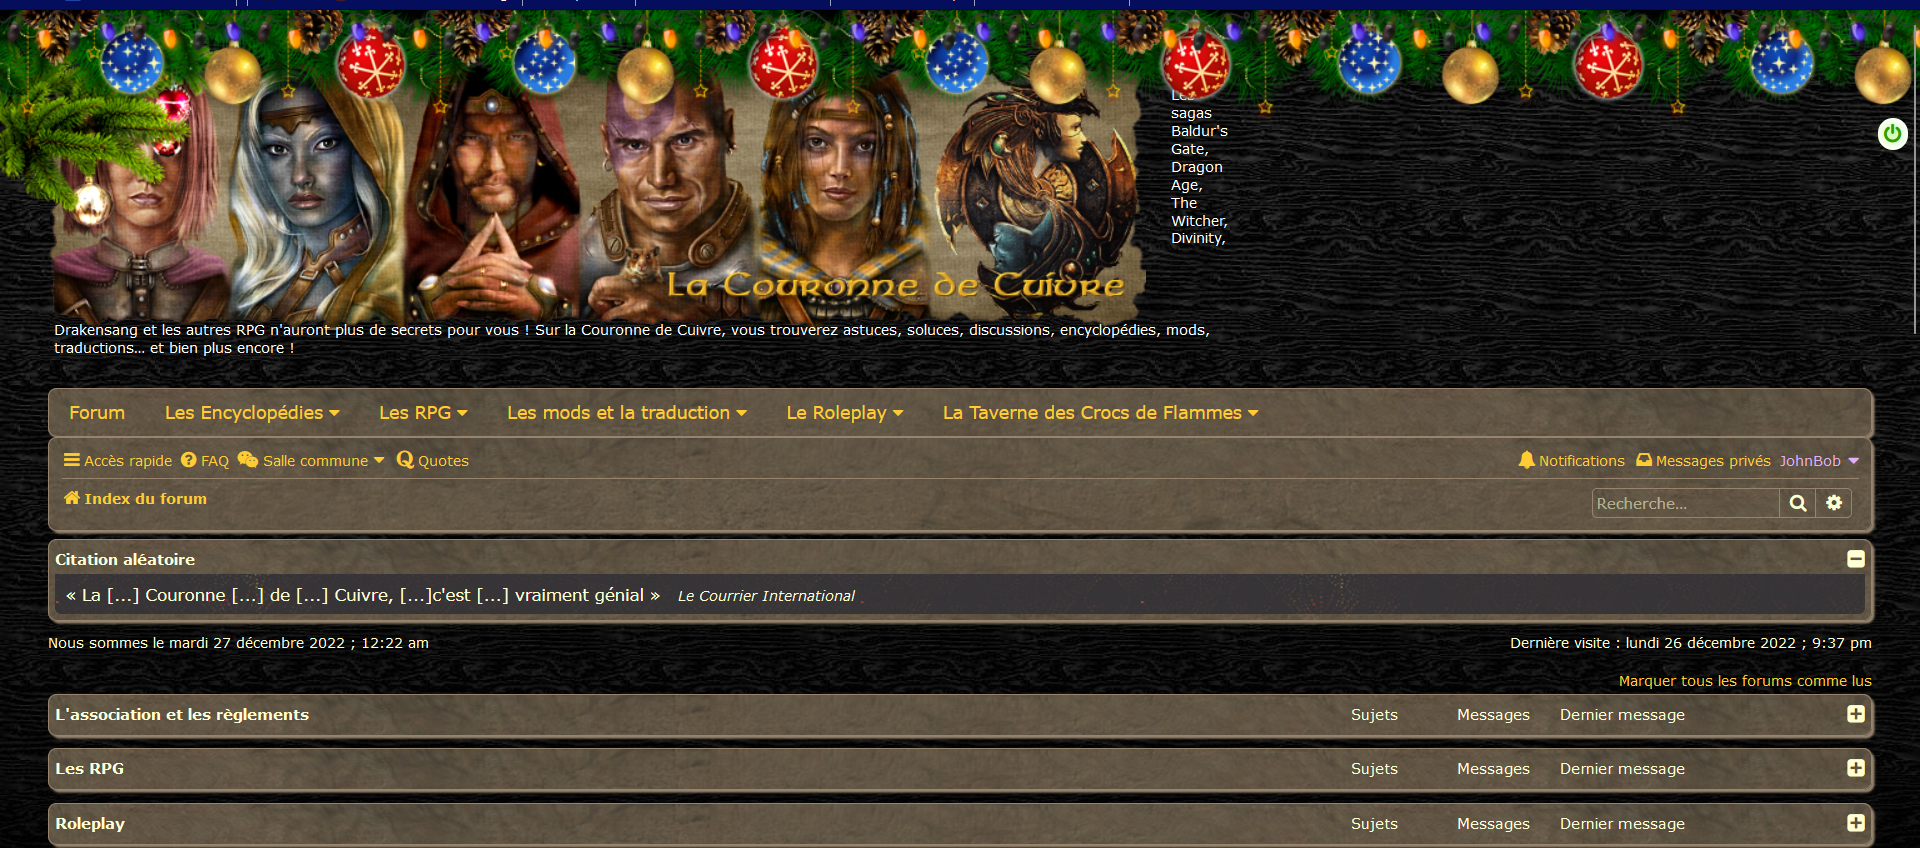 Les
sagas
Baldur's
Gate,
Dragon
Age,
The
Witcher,
Divinity,
La Couronne de Cuivre
Drakensang et les autres RPG n'auront plus de secrets pour vous ! Sur la Couronne de Cuivre, vous trouverez astuces, soluces, discussions, encyclopédies, mods,
traductions... et bien plus encore !
Forum Les Encyclopédies Les RPG Les mods et la traduction Le Roleplay La Taverne des Crocs de Flammes
Accès rapide FAQ Salle commune Quotes Notifications Messages privés JohnBob
Index du forum Recherche...
Citation aléatoire
« La [...] Couronne [...] de [...] Cuivre, [...]c'est [...] vraiment génial » Le Courrier International
Nous sommes le mardi 27 décembre 2022 ; 12:22 am Dernière visite : lundi 26 décembre 2022 ; 9:37 pm
Marquer tous les forums comme lus
L'association et les règlements Sujets Messages Dernier message
Les RPG Sujets Messages Dernier message
Roleplay Sujets Messages Dernier message